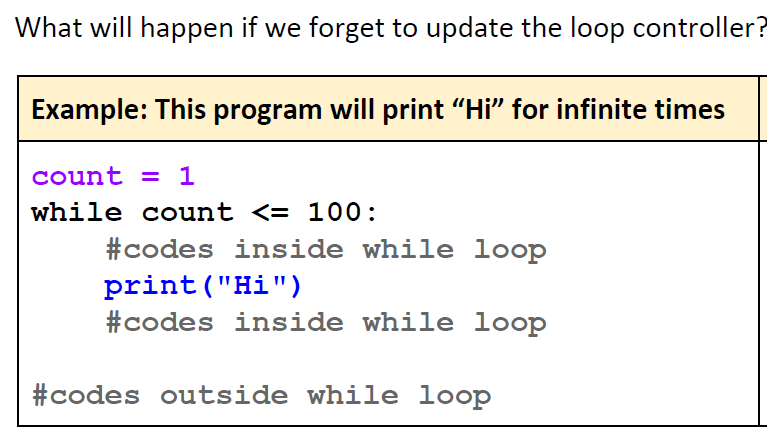 What will happen if we forget to update the loop controller?
Example: This program will print “Hi” for infinite times
count = 1
while count <= 100:
    #codes inside while loop
    print("Hi")
    #codes inside while loop
#codes outside while loop